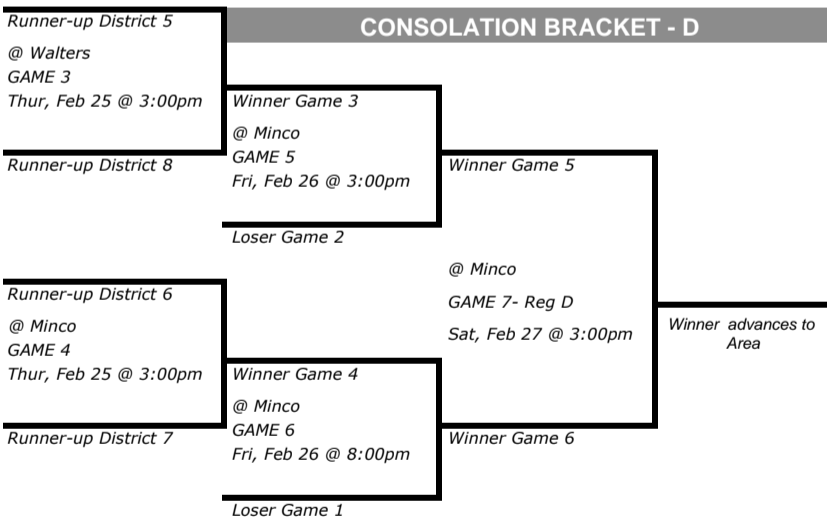 CONSOLATION BRACKET - D
Runner-up District 5
@ Walters
GAME 3
Thur, Feb 25 @ 3:00pm
Runner-up District 8
Winner Game 3
@ Minco
GAME 5
Fri, Feb 26 @ 3:00pm
Loser Game 2
Runner-up District 6
@ Minco
GAME 4
Thur, Feb 25 @ 3:00pm
Runner-up District 7
Winner Game 4
@ Minco
GAME 6
Fri, Feb 26 @ 8:00pm
Loser Game 1
Winner Game 5
@ Minco
GAME 7- Reg D
Sat, Feb 27 @ 3:00pm
Winner Game 6
Winner advances to
Area